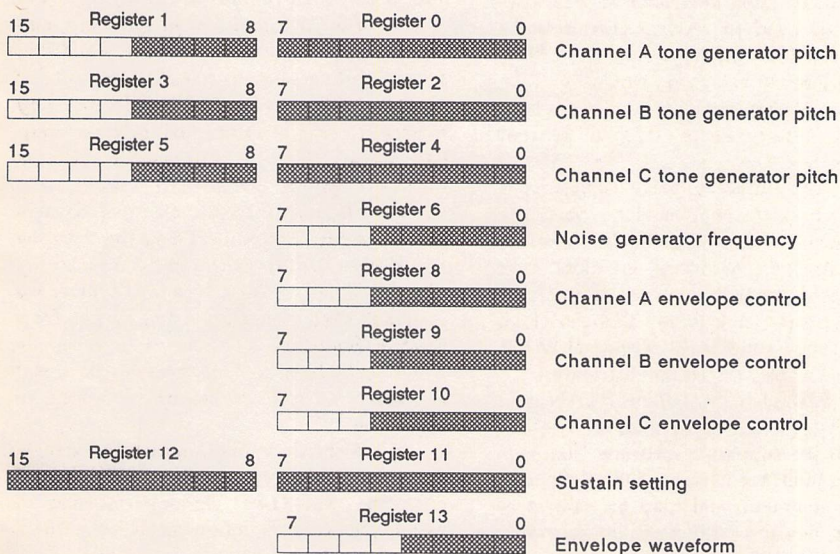 15 Register 1 8 7 Register 0 0
Channel A tone generator pitch
15 Register 3 8 7 Register 2 0
Channel B tone generator pitch
15 Register 5 8 7 Register 4 0
Channel C tone generator pitch
7 Register 6 0
Noise generator frequency
7 Register 8 0
Channel A envelope control
7 Register 9 0
Channel B envelope control
7 Register 10 0
Channel C envelope control
15 Register 12 8 7 Register 11 0
Sustain setting
7 Register 13 0
Envelope waveform